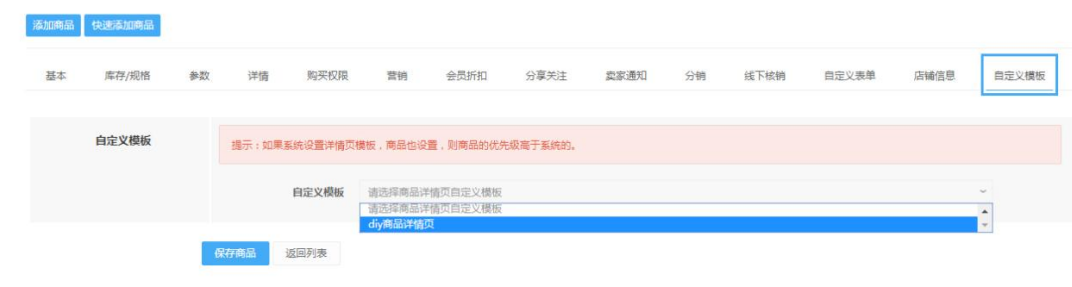 添加商品 快速添加商品
基本 库存/规格 参数 详情 购买权限 营销 会员折扣 分享关注 卖家通知 分销 线下核销 自定义表单 店铺信息 自定义模板
自定义模板 提示：如果系统设置详情页模板，商品也设置，则商品的优先级高于系统的。
自定义模板 请选择商品详情页自定义模板
请选择商品详情页自定义模板
diy商品详情页
保存商品 返回列表